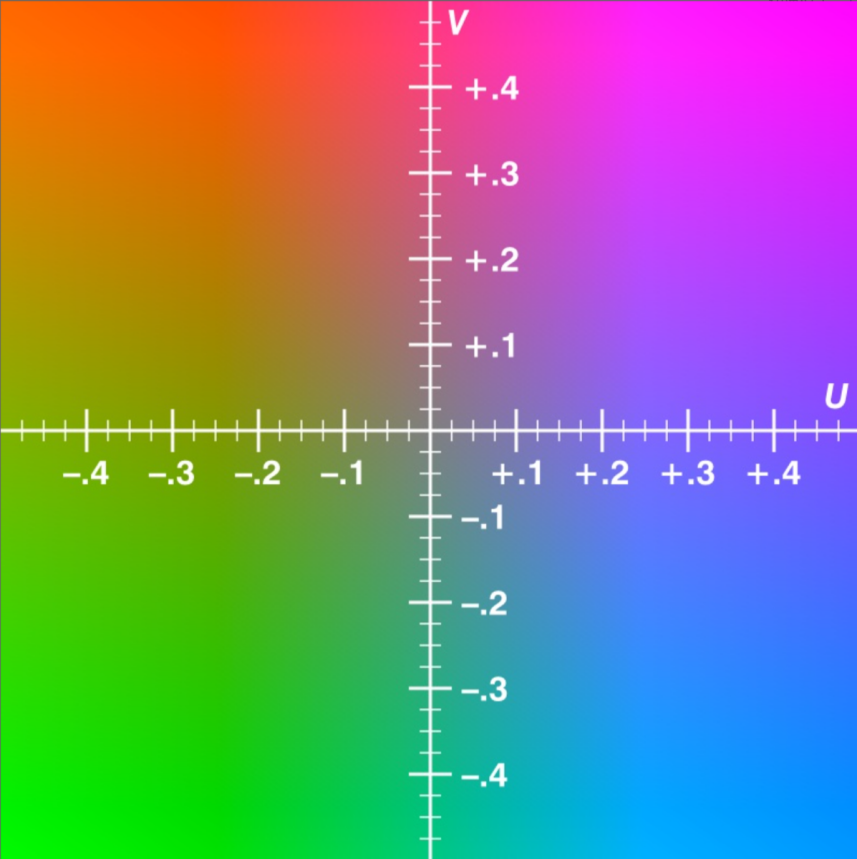 V
+.4
+.3
+.2
+.1
U
–.4 –.3 –.2 –.1 +.1 +.2 +.3 +.4
–.1
–.2
–.3
–.4